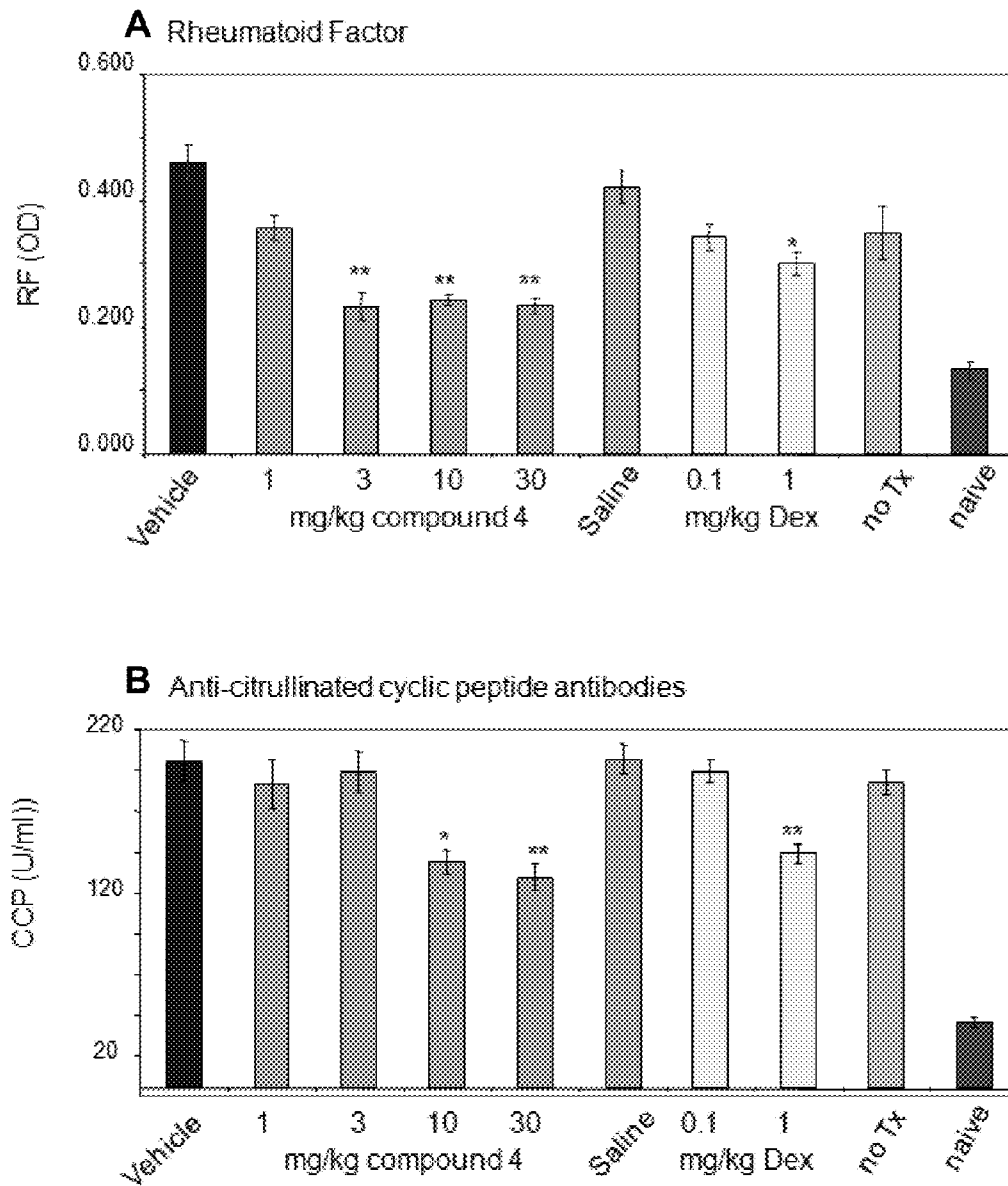 A Rheumatoid Factor
0.600
0.400
0.200
0.000
RF (OD)
** ** ** *
Vehicle 1 3 10 30 Saline 0.1 1 no Tx naive
mg/kg compound 4 mg/kg Dex
B Anti-citrullinated cyclic peptide antibodies
220
120
20
CCP (U/ml))
* ** **
Vehicle 1 3 10 30 Saline 0.1 1 no Tx naive
mg/kg compound 4 mg/kg Dex